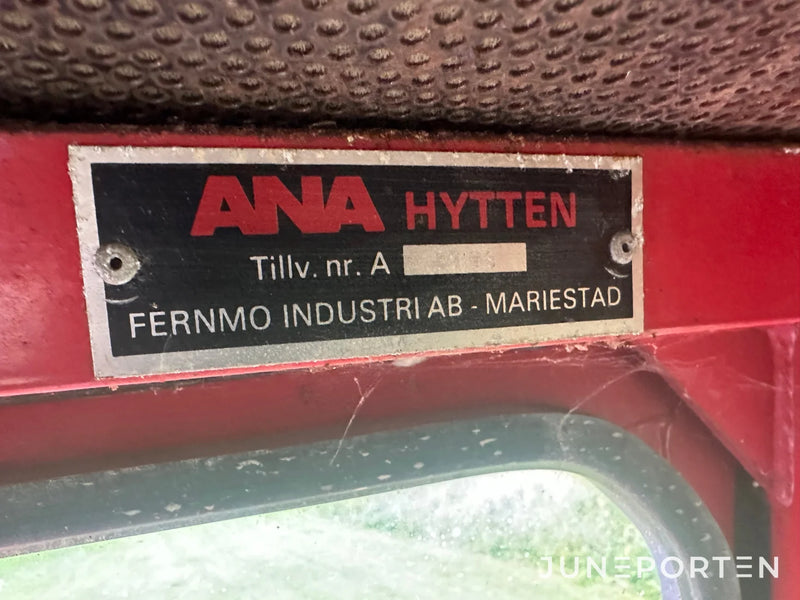 ANA HYTTEN
Tillv. nr. A
FERNMO INDUSTRI AB - MARIESTAD
JUNEPORTEN